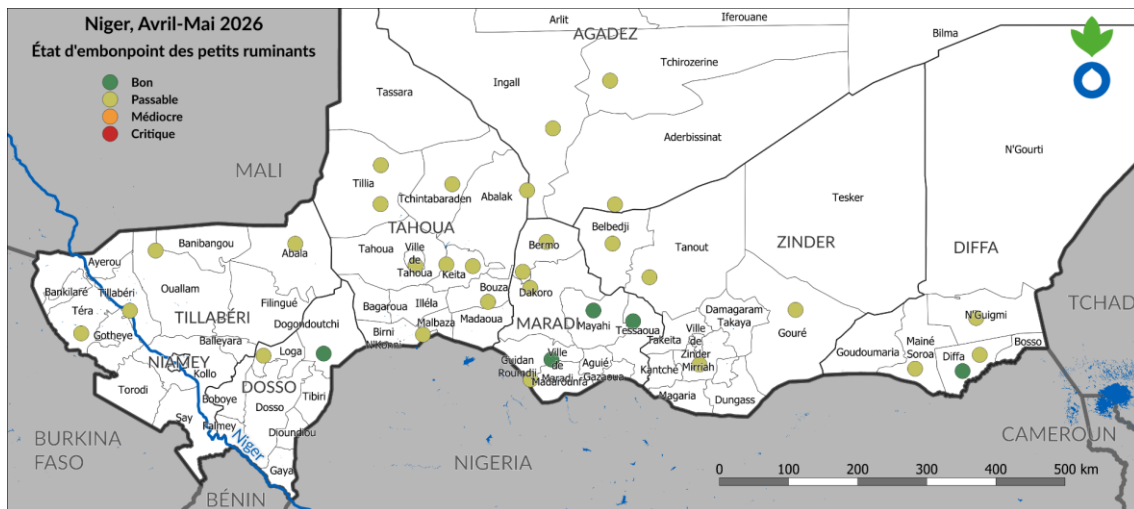 Niger, Avril-Mai 2026
État d'embonpoint des petits ruminants
Bon
Passable
Médiocre
Critique
Arlit
Iferouane
Bilma
AGADEZ
Tchirozerine
Ingall
Tassara
Aderbissinat
N'Gourti
MALI
Tillia
Tchintabaraden
Abalak
Tesker
TAHOUA
Belbedji
Tanout
ZINDER
DIFFA
Banibangou
Abala
Tahoua
Ville
de
Tahoua
Keita
Bermo
Ayerou
Ouallam
Bankilaré
Tillabéri
Téra
Filingué
Bouza
Dakoro
TCHAD
Gotheye
TILLABÉRI
Dogondoutchi
Bagaroua
Illéla
Madaoua
MARADI
Mayahi
Tessaoua
Damagaram
Takaya
Gouré
N'Guigmi
Birni
N'Konni
Malbaza
Ville
de
Zinder
Takeita
Mirriah
Mainé
Soroa
Diffa
Bosso
Goudoumaria
Balleyara
NIAMEY
Kollo
Loga
Guidan
Roumdji
Ville
de
Maradi
Madarounfa
Aguié
Gazaoua
Kantché
Magaria
Dungass
Torodi
DOSSO
Tibiri
Boboye
Say
Falmey
Dosso
Dioundiou
Gaya
Niger
BURKINA
FASO
BÉNIN
NIGERIA
CAMEROUN
0 100 200 300 400 500 km